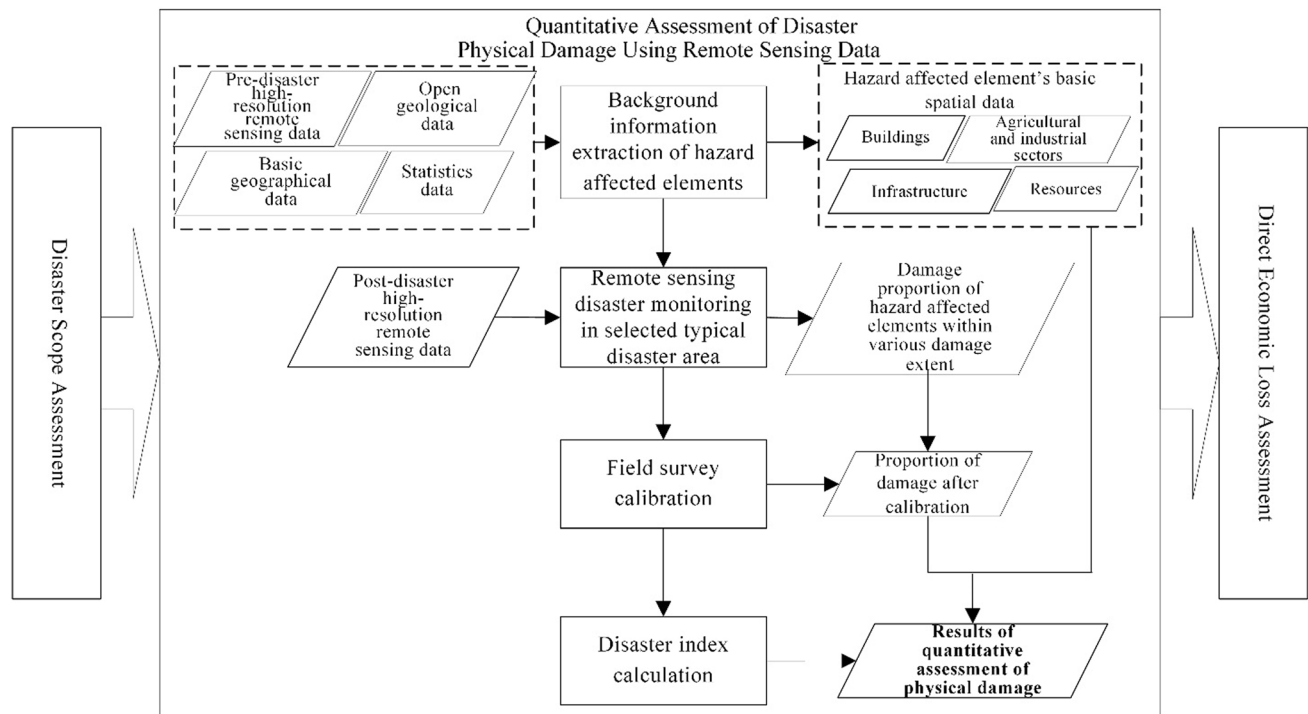 Quantitative Assessment of Disaster
Physical Damage Using Remote Sensing Data
Disaster Scope Assessment
Pre-disaster
high-
resolution
remote
sensing data
Open
geological
data
Basic
geographical
data
Statistics
data
Background
information
extraction of hazard
affected elements
Hazard affected element's basic
spatial data
Buildings
Agricultural
and industrial
sectors
Infrastructure
Resources
Post-disaster
high-
resolution
remote
sensing data
Remote sensing
disaster monitoring
in selected typical
disaster area
Damage
proportion of
hazard affected
elements within
various damage
extent
Field survey
calibration
Proportion of
damage after
calibration
Disaster index
calculation
Results of
quantitative
assessment of
physical damage
Direct Economic Loss Assessment